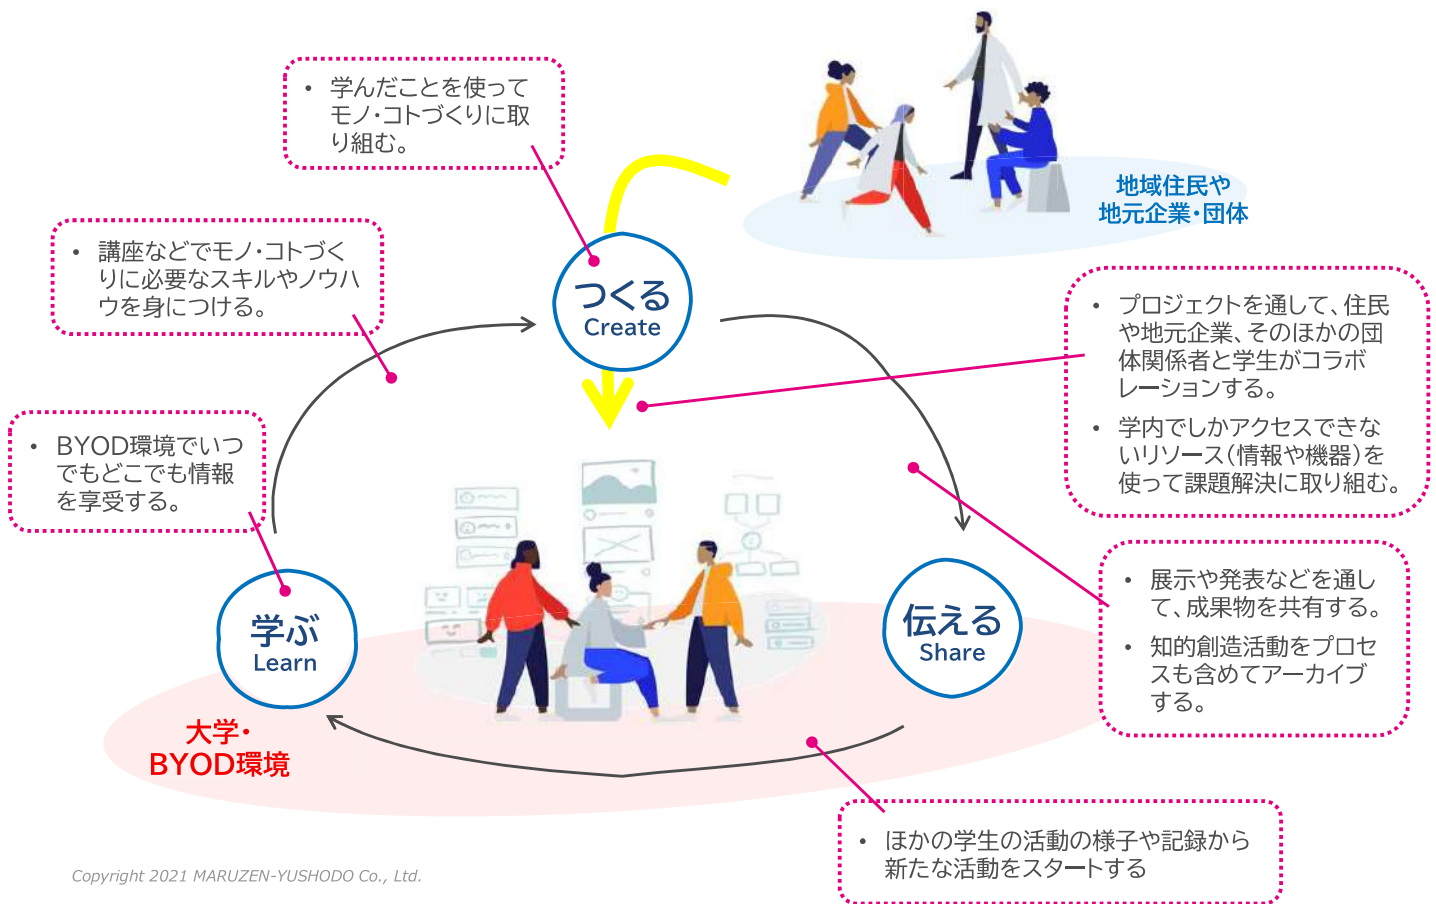 • 学んだことを使って
モノ・コトづくりに取
り組む。
地域住民や
地元企業・団体
• 講座などでモノ・コトづく
りに必要なスキルやノウハ
ウを身につける。
つくる
Create
• プロジェクトを通して、住民
や地元企業、そのほかの団
体関係者と学生がコラボ
レーションする。
• 学内でしかアクセスできな
いリソース（情報や機器）を
使って課題解決に取り組む。
• BYOD環境でいつ
でもどこでも情報
を享受する。
学ぶ
Learn
伝える
Share
• 展示や発表などを通し
て、成果物を共有する。
• 知的創造活動をプロセ
スも含めてアーカイブ
する。
大学・
BYOD環境
• ほかの学生の活動の様子や記録から
新たな活動をスタートする
Copyright 2021 MARUZEN-YUSHODO Co., Ltd.